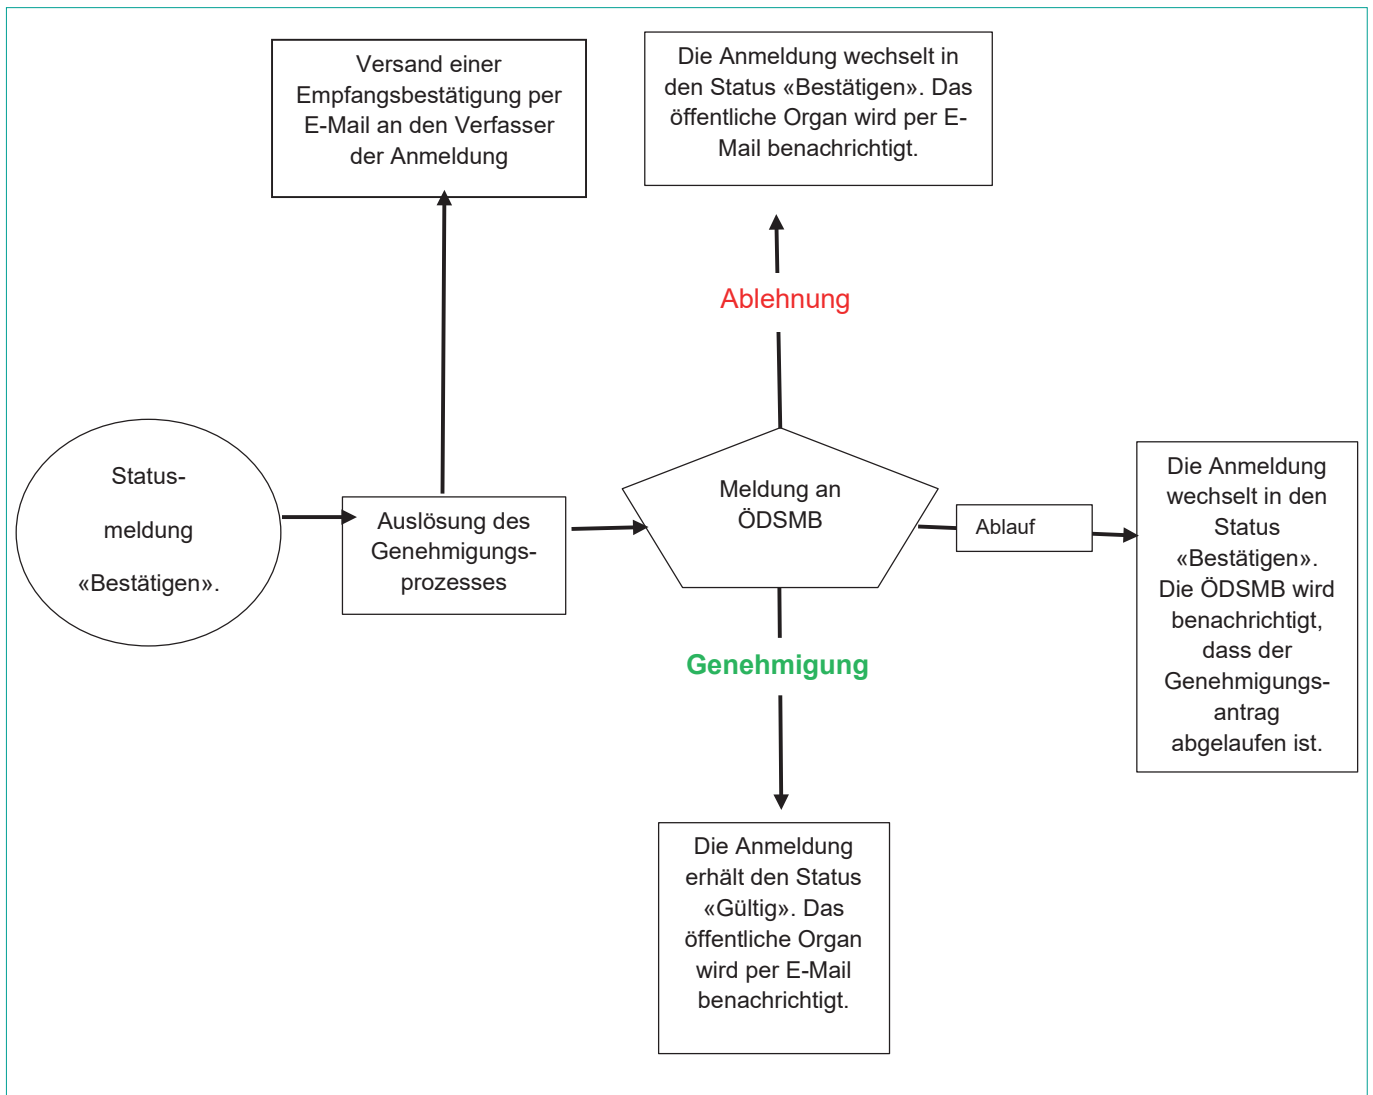 Versand einer
Empfangsbestätigung per
E-Mail an den Verfasser
der Anmeldung
Die Anmeldung wechselt in
den Status «Bestätigen». Das
öffentliche Organ wird per E-
Mail benachrichtigt.
Ablehnung
Status-
meldung
«Bestätigen».
Auslösung des
Genehmigungs-
prozesses
Meldung an
ÖDSMB
Ablauf
Die Anmeldung
wechselt in den
Status
«Bestätigen».
Die ÖDSMB wird
benachrichtigt,
dass der
Genehmigungs-
antrag
abgelaufen ist.
Genehmigung
Die Anmeldung
erhält den Status
«Gültig». Das
öffentliche Organ
wird per E-Mail
benachrichtigt.